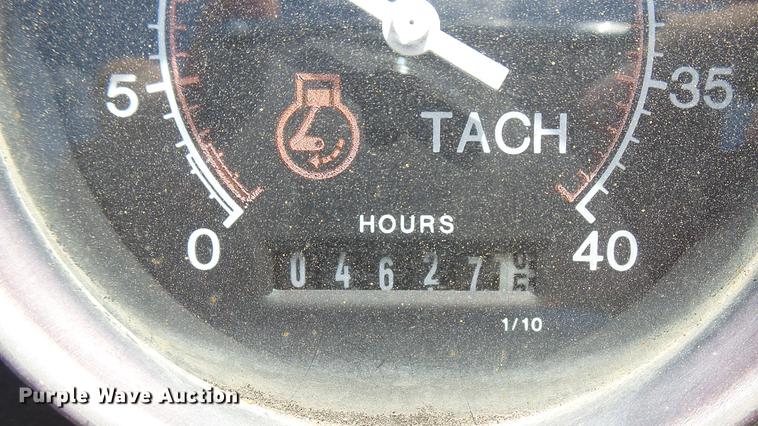 5
35
TACH
0
HOURS
40
04627
1/10
Purple Wave Auction